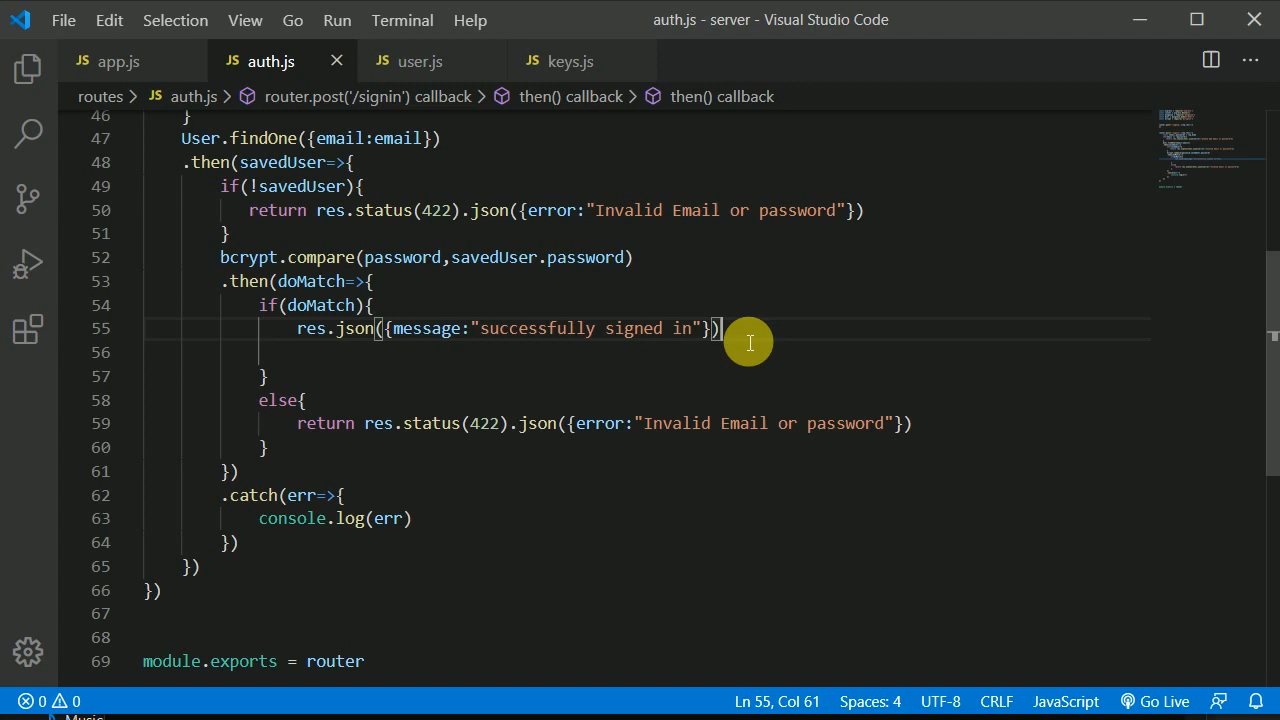 File Edit Selection View Go Run Terminal Help auth.js - server - Visual Studio Code
JS app.js JS auth.js JS user.js JS keys.js
routes > JS auth.js > router.post('/signin') callback > then() callback > then() callback
46 }
47 User.findOne({email:email})
48 .then(savedUser=>{
49 if(!savedUser){
50 return res.status(422).json({error:"Invalid Email or password"})
51 }
52 bcrypt.compare(password,savedUser.password)
53 .then(doMatch=>{
54 if(doMatch){
55 res.json({message:"successfully signed in"})
56
57 }
58 else{
59 return res.status(422).json({error:"Invalid Email or password"})
60 }
61 })
62 .catch(err=>{
63 console.log(err)
64 })
65 })
66 })
67
68
69 module.exports = router
0 0 Ln 55, Col 61 Spaces: 4 UTF-8 CRLF JavaScript Go Live
Music